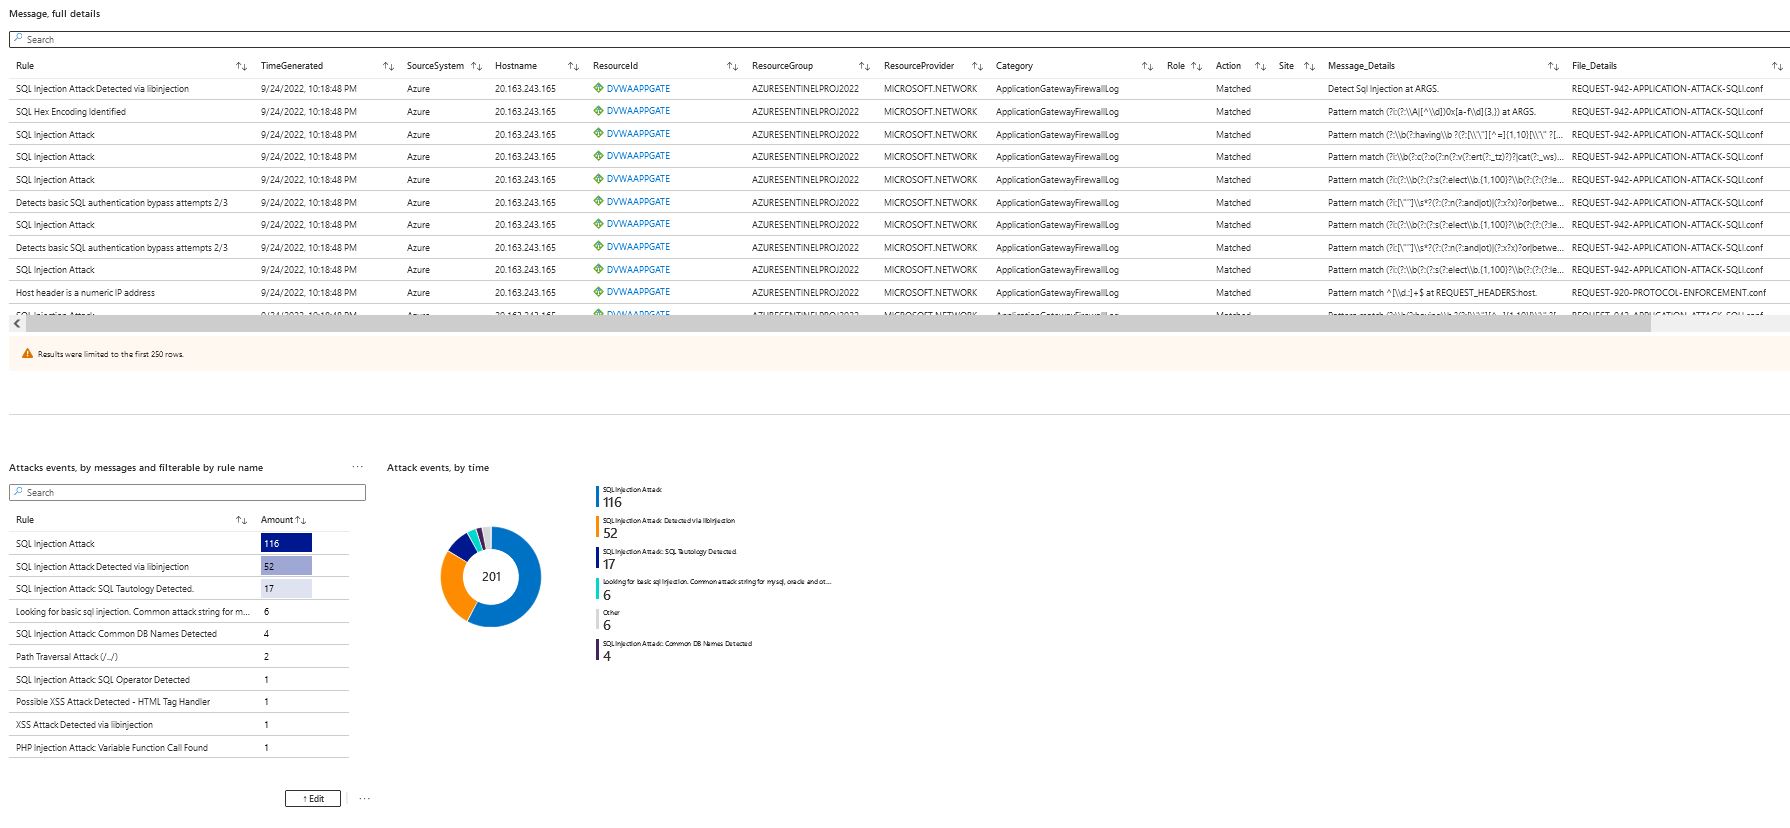 Message, full details
Search
Rule TimeGenerated SourceSystem Hostname ResourceId ResourceGroup ResourceProvider Category Role Action Site Message_Details File_Details
SQL Injection Attack Detected via libinjection 9/24/2022, 10:18:48 PM Azure 20.163.243.165 DVWAAPPGATE AZURESENTINELPROJ2022 MICROSOFT.NETWORK ApplicationGatewayFirewallLog Matched Detect Sql Injection at ARGS. REQUEST-942-APPLICATION-ATTACK-SQLI.conf
SQL Hex Encoding Identified 9/24/2022, 10:18:48 PM Azure 20.163.243.165 DVWAAPPGATE AZURESENTINELPROJ2022 MICROSOFT.NETWORK ApplicationGatewayFirewallLog Matched Pattern match (?i:(?:\\A|[^\\d])0x[a-f\\d]{3,}) at ARGS. REQUEST-942-APPLICATION-ATTACK-SQLI.conf
SQL Injection Attack 9/24/2022, 10:18:48 PM Azure 20.163.243.165 DVWAAPPGATE AZURESENTINELPROJ2022 MICROSOFT.NETWORK ApplicationGatewayFirewallLog Matched Pattern match REQUEST-942-APPLICATION-ATTACK-SQLI.conf
SQL Injection Attack 9/24/2022, 10:18:48 PM Azure 20.163.243.165 DVWAAPPGATE AZURESENTINELPROJ2022 MICROSOFT.NETWORK ApplicationGatewayFirewallLog Matched Pattern match (?i:\\b(?:c(?:o(?:n(?:v(?:ert(?:_tz)?)?|cat(?:_ws)... REQUEST-942-APPLICATION-ATTACK-SQLI.conf
SQL Injection Attack 9/24/2022, 10:18:48 PM Azure 20.163.243.165 DVWAAPPGATE AZURESENTINELPROJ2022 MICROSOFT.NETWORK ApplicationGatewayFirewallLog Matched Pattern match (?i:(?:\\b(?:(?:s(?:elect\\b.{1,100}?\\b(?:(?:(?:le... REQUEST-942-APPLICATION-ATTACK-SQLI.conf
Detects basic SQL authentication bypass attempts 2/3 9/24/2022, 10:18:48 PM Azure 20.163.243.165 DVWAAPPGATE AZURESENTINELPROJ2022 MICROSOFT.NETWORK ApplicationGatewayFirewallLog Matched Pattern match REQUEST-942-APPLICATION-ATTACK-SQLI.conf
SQL Injection Attack 9/24/2022, 10:18:48 PM Azure 20.163.243.165 DVWAAPPGATE AZURESENTINELPROJ2022 MICROSOFT.NETWORK ApplicationGatewayFirewallLog Matched Pattern match (?i:(?:\\b(?:(?:s(?:elect\\b.{1,100}?\\b(?:(?:(?:le... REQUEST-942-APPLICATION-ATTACK-SQLI.conf
Detects basic SQL authentication bypass attempts 2/3 9/24/2022, 10:18:48 PM Azure 20.163.243.165 DVWAAPPGATE AZURESENTINELPROJ2022 MICROSOFT.NETWORK ApplicationGatewayFirewallLog Matched Pattern match REQUEST-942-APPLICATION-ATTACK-SQLI.conf
SQL Injection Attack 9/24/2022, 10:18:48 PM Azure 20.163.243.165 DVWAAPPGATE AZURESENTINELPROJ2022 MICROSOFT.NETWORK ApplicationGatewayFirewallLog Matched Pattern match (?i:(?:\\b(?:(?:s(?:elect\\b.{1,100}?\\b(?:(?:(?:le... REQUEST-942-APPLICATION-ATTACK-SQLI.conf
Host header is a numeric IP address 9/24/2022, 10:18:48 PM Azure 20.163.243.165 DVWAAPPGATE AZURESENTINELPROJ2022 MICROSOFT.NETWORK ApplicationGatewayFirewallLog Matched Pattern match ^[\\d.:]+$ at REQUEST_HEADERS:host. REQUEST-920-PROTOCOL-ENFORCEMENT.conf
Results were limited to the first 250 rows.
Attacks events, by messages and filterable by rule name ...
Search
Rule Amount
SQL Injection Attack 116
SQL Injection Attack Detected via libinjection 52
SQL Injection Attack: SQL Tautology Detected. 17
Looking for basic sql injection. Common attack string for m... 6
SQL Injection Attack: Common DB Names Detected 4
Path Traversal Attack (/../) 2
SQL Injection Attack: SQL Operator Detected 1
Possible XSS Attack Detected - HTML Tag Handler 1
XSS Attack Detected via libinjection 1
PHP Injection Attack: Variable Function Call Found 1
↑ Edit ...
Attack events, by time
201
SQL Injection Attack
116
SQL Injection Attack Detected via libinjection
52
SQL Injection Attack: SQL Tautology Detected.
17
Looking for basic sql injection. Common attack string for mysql, oracle and ot...
6
Other
6
SQL Injection Attack: Common DB Names Detected
4